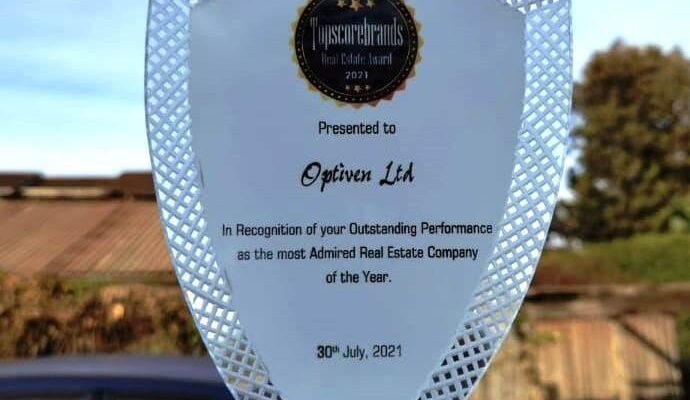 Topscorebrands
Real Estate Award
2021
Presented to
Optiven Ltd
In Recognition of your Outstanding Performance
as the most Admired Real Estate Company
of the Year.
30th July, 2021